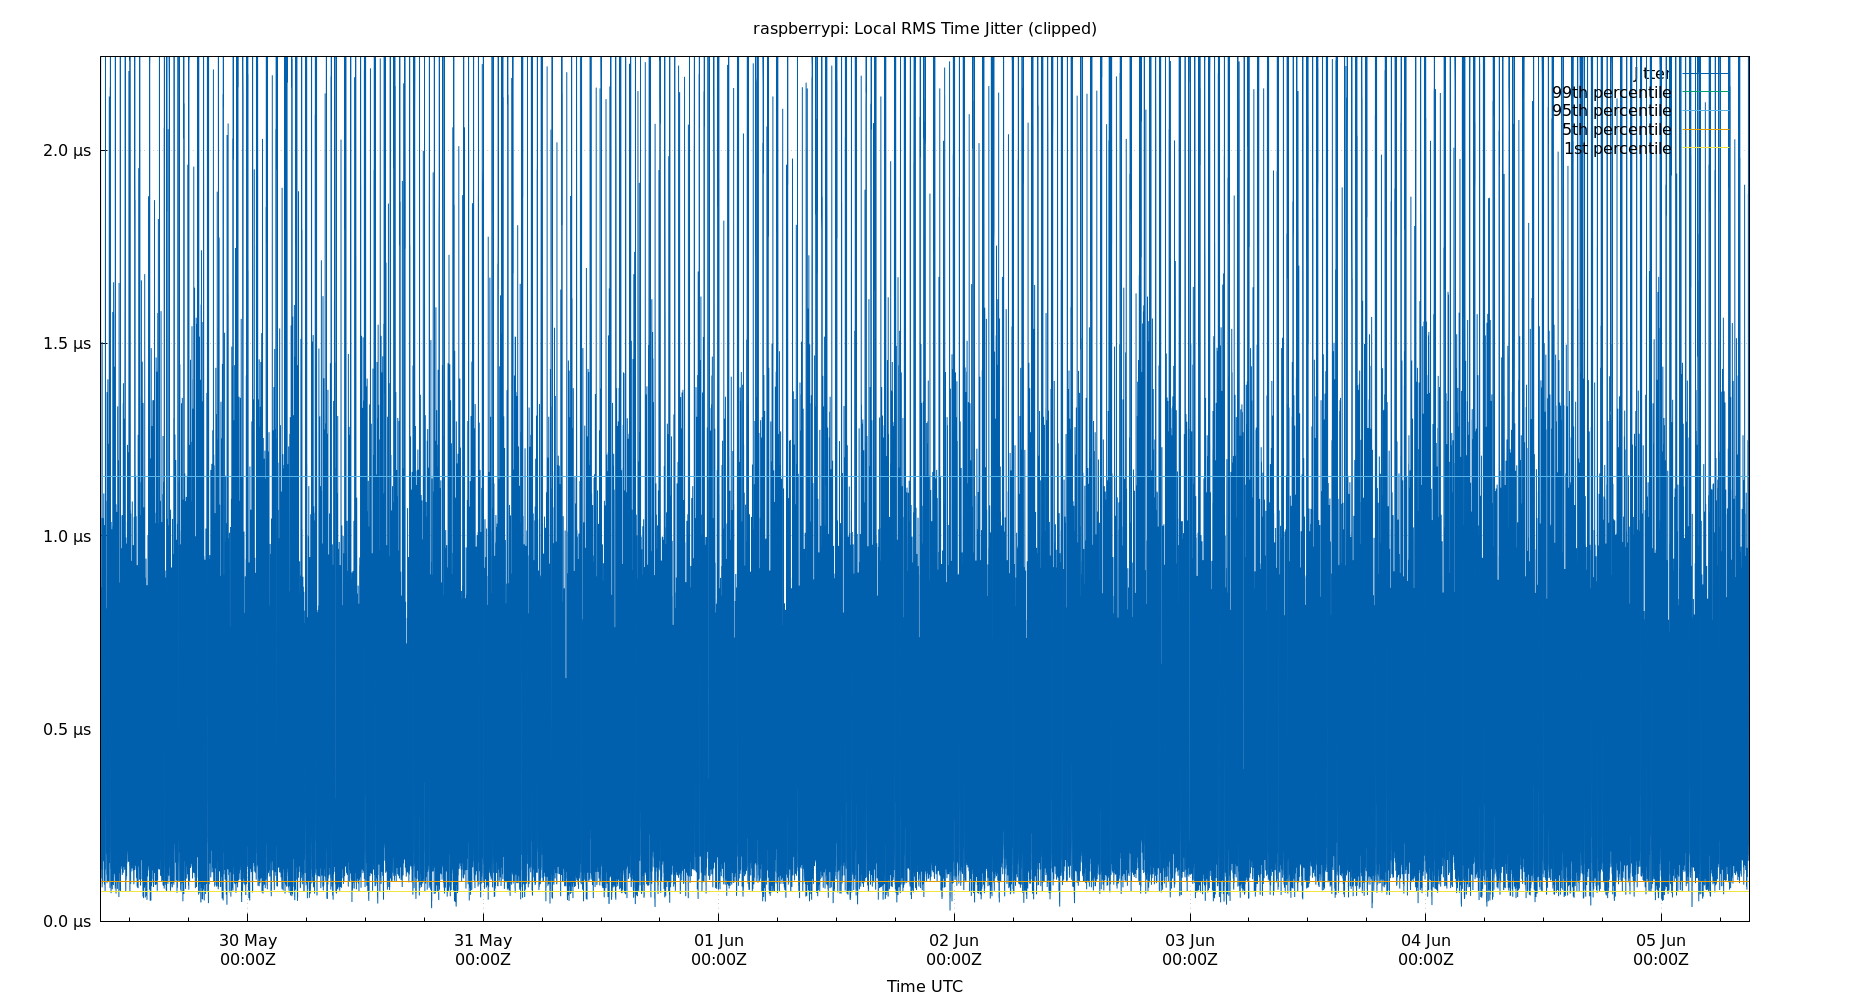 raspberrypi: Local RMS Time Jitter (clipped)
jitter
99th percentile
95th percentile
5th percentile
1st percentile
2.0 µs
1.5 µs
1.0 µs
0.5 µs
0.0 µs
30 May 31 May 01 Jun 02 Jun 03 Jun 04 Jun 05 Jun
00:00Z 00:00Z 00:00Z 00:00Z 00:00Z 00:00Z 00:00Z
Time UTC